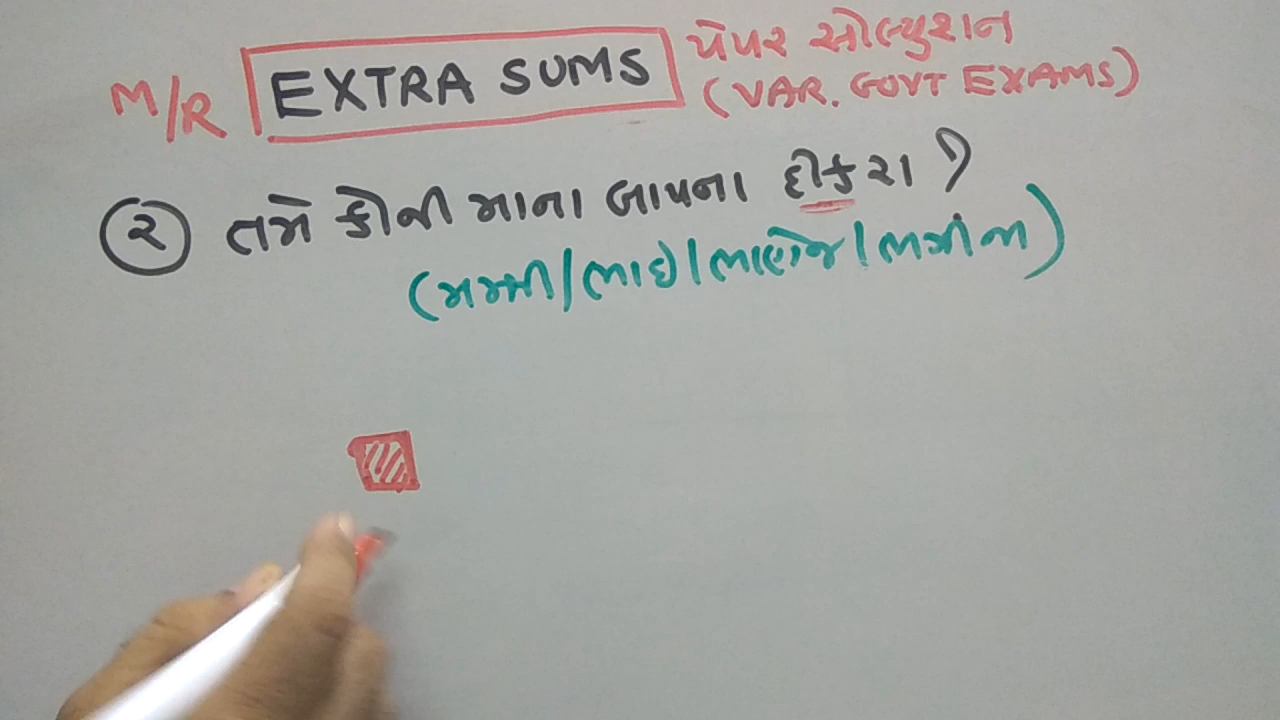 M/R EXTRA SUMS પેપર સોલ્યુશન
(VAR. GOVT EXAMS)
૨ તમે કોની માના બાપના દીકરા ?
(મમ્મી/ભાઇ/ભાણેજ/ભત્રીજા)